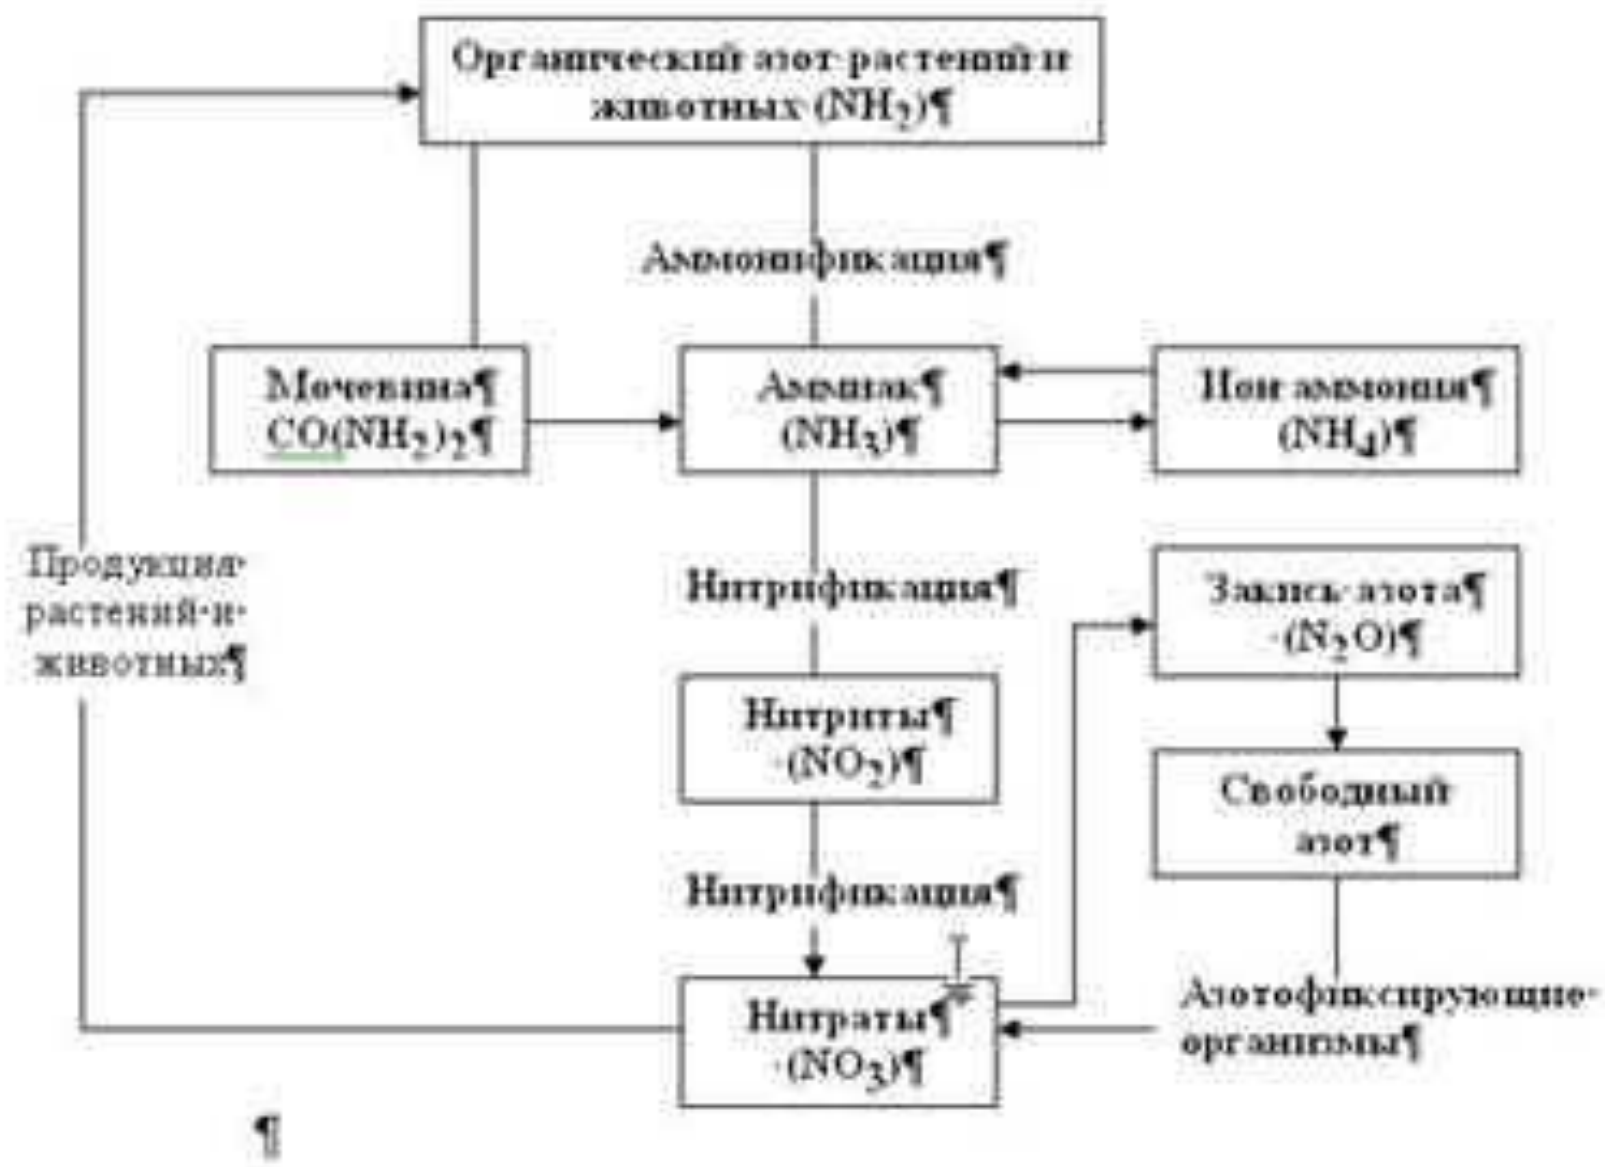 Органический азот растений и
животных (NH₂)¶
Аммонификация¶
Мочевина¶
CO(NH₂)₂¶
Аммиак¶
(NH₃)¶
Ион аммония¶
(NH₄)¶
Продукция
растений и
животных¶
Нитрификация¶
Закись азота¶
(N₂O)¶
Нитриты¶
(NO₂)¶
Свободный
азот¶
Нитрификация¶
Азотофиксирующие
организмы¶
Нитраты¶
(NO₃)¶
¶